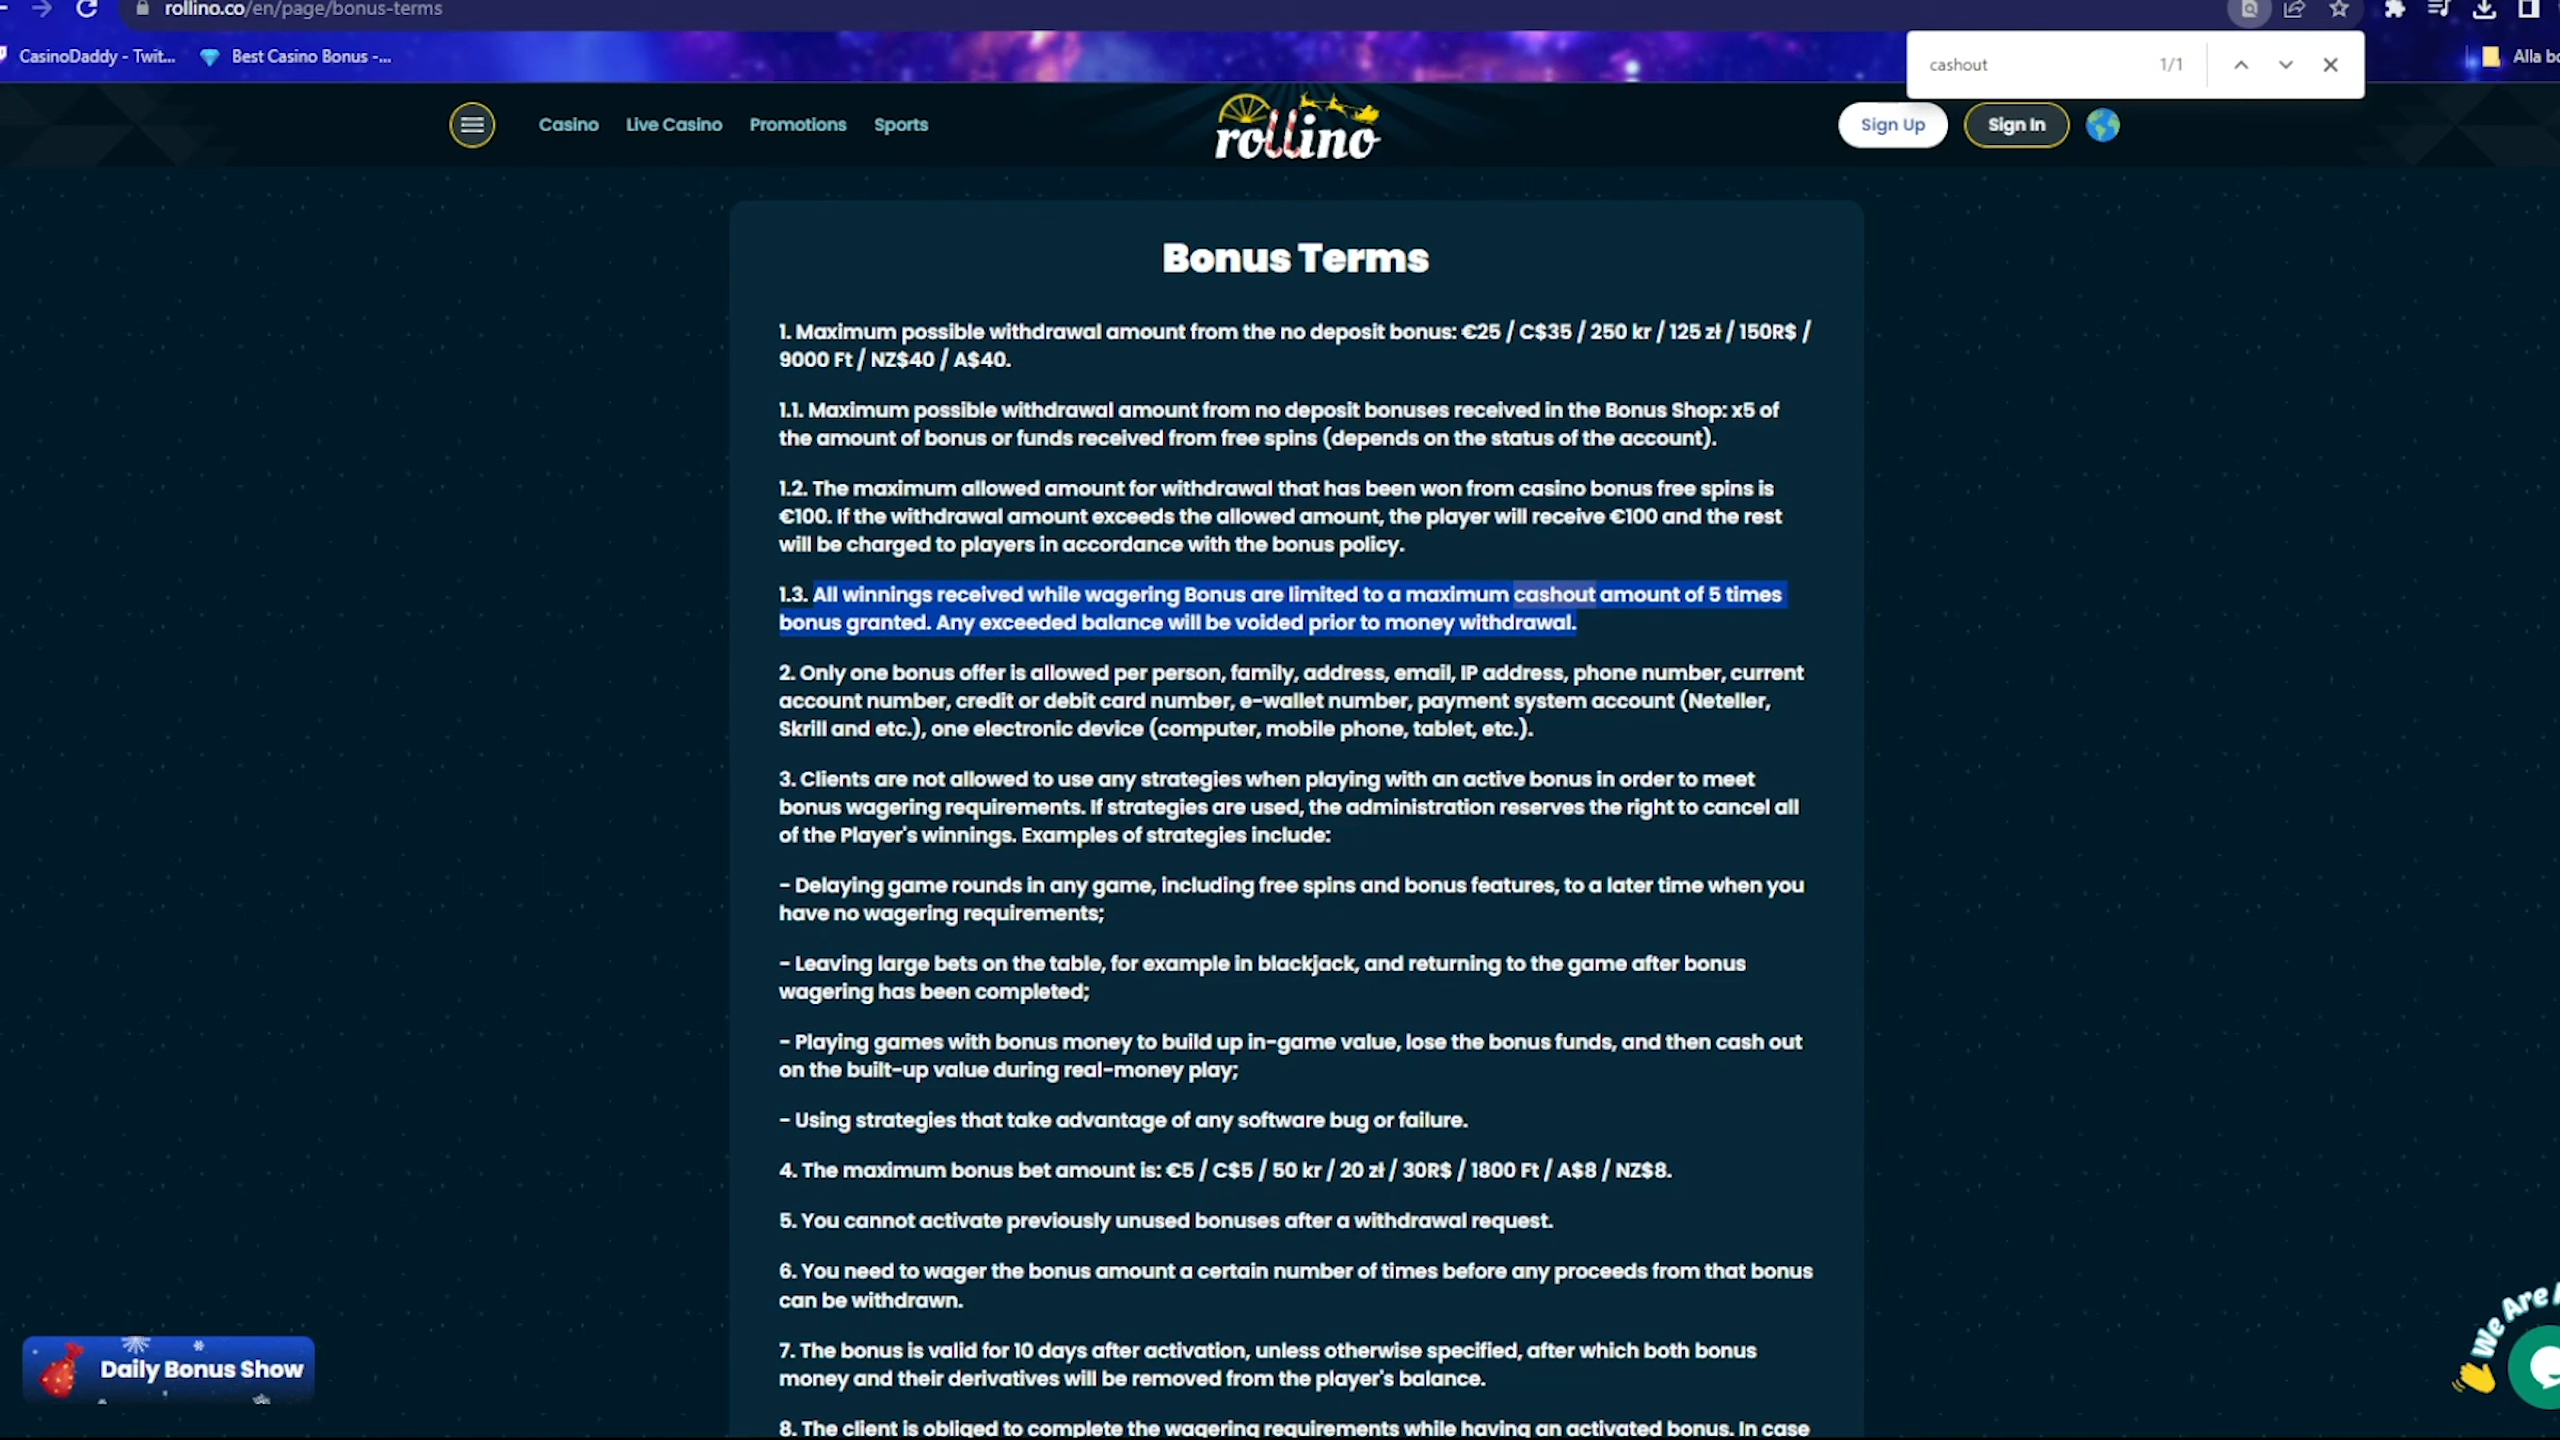 rollino.co/en/page/bonus-terms
CasinoDaddy - Twit...
Best Casino Bonus -...
cashout
1/1
Alla bo
Casino
Live Casino
Promotions
Sports
rollino
Sign Up
Sign In
Bonus Terms
1. Maximum possible withdrawal amount from the no deposit bonus: €25 / C$35 / 250 kr / 125 zł / 150R$ /
9000 Ft / NZ$40 / A$40.
1.1. Maximum possible withdrawal amount from no deposit bonuses received in the Bonus Shop: x5 of
the amount of bonus or funds received from free spins (depends on the status of the account).
1.2. The maximum allowed amount for withdrawal that has been won from casino bonus free spins is
€100. If the withdrawal amount exceeds the allowed amount, the player will receive €100 and the rest
will be charged to players in accordance with the bonus policy.
1.3. All winnings received while wagering Bonus are limited to a maximum cashout amount of 5 times
bonus granted. Any exceeded balance will be voided prior to money withdrawal.
2. Only one bonus offer is allowed per person, family, address, email, IP address, phone number, current
account number, credit or debit card number, e-wallet number, payment system account (Neteller,
Skrill and etc.), one electronic device (computer, mobile phone, tablet, etc.).
3. Clients are not allowed to use any strategies when playing with an active bonus in order to meet
bonus wagering requirements. If strategies are used, the administration reserves the right to cancel all
of the Player's winnings. Examples of strategies include:
- Delaying game rounds in any game, including free spins and bonus features, to a later time when you
have no wagering requirements;
- Leaving large bets on the table, for example in blackjack, and returning to the game after bonus
wagering has been completed;
- Playing games with bonus money to build up in-game value, lose the bonus funds, and then cash out
on the built-up value during real-money play;
- Using strategies that take advantage of any software bug or failure.
4. The maximum bonus bet amount is: €5 / C$5 / 50 kr / 20 zł / 30R$ / 1800 Ft / A$8 / NZ$8.
5. You cannot activate previously unused bonuses after a withdrawal request.
6. You need to wager the bonus amount a certain number of times before any proceeds from that bonus
can be withdrawn.
7. The bonus is valid for 10 days after activation, unless otherwise specified, after which both bonus
money and their derivatives will be removed from the player's balance.
8. The client is obliged to complete the wagering requirements while having an activated bonus. In case
Daily Bonus Show
We Are